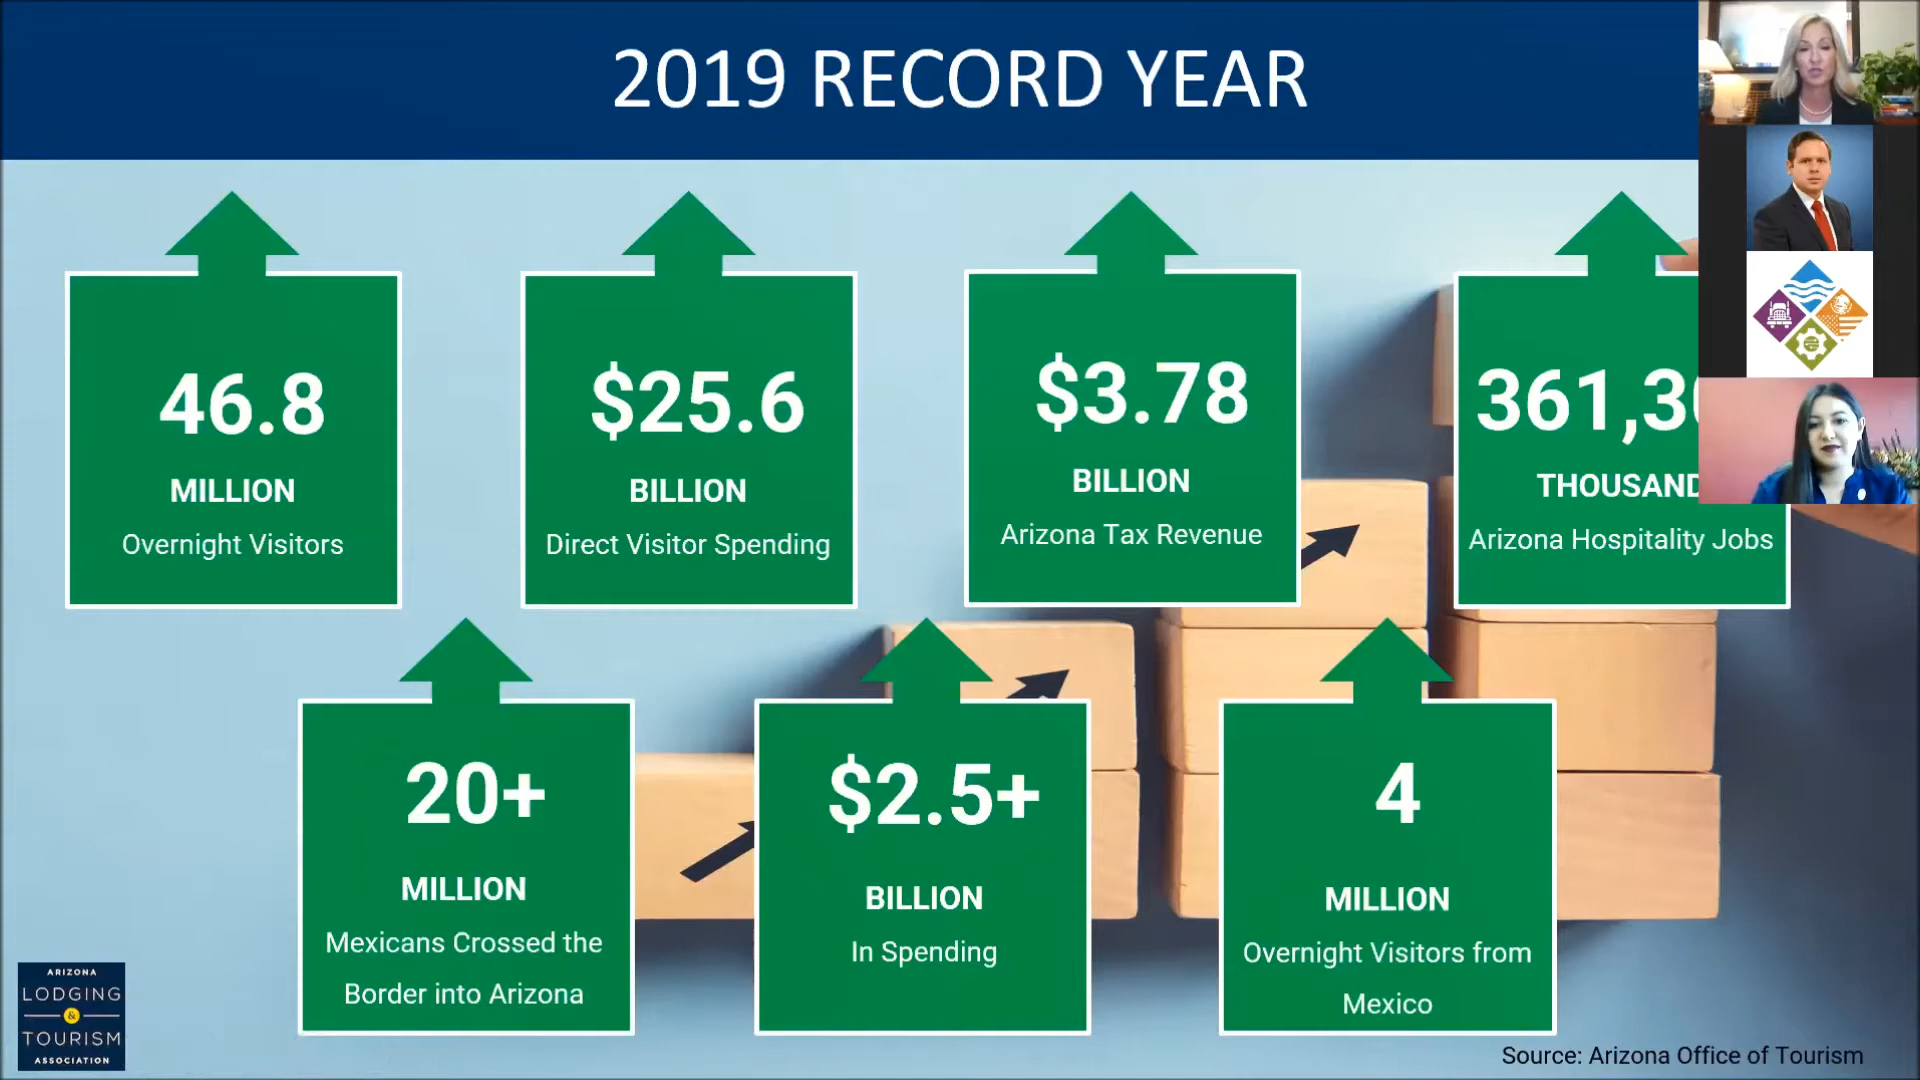 2019 RECORD YEAR
46.8
MILLION
Overnight Visitors
$25.6
BILLION
Direct Visitor Spending
$3.78
BILLION
Arizona Tax Revenue
THOUSAND
Arizona Hospitality Jobs
20+
MILLION
Mexicans Crossed the
Border into Arizona
$2.5+
BILLION
In Spending
4
MILLION
Overnight Visitors from
Mexico
ARIZONA
LODGING
&
TOURISM
ASSOCIATION
Source: Arizona Office of Tourism